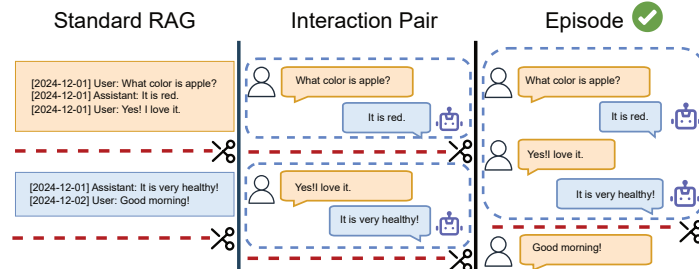 Standard RAG
[2024-12-01] User: What color is apple?
[2024-12-01] Assistant: It is red.
[2024-12-01] User: Yes! I love it.
[2024-12-01] Assistant: It is very healthy!
[2024-12-02] User: Good morning!
Interaction Pair
What color is apple?
It is red.
Yes!I love it.
It is very healthy!
Episode
What color is apple?
It is red.
Yes!I love it.
It is very healthy!
Good morning!